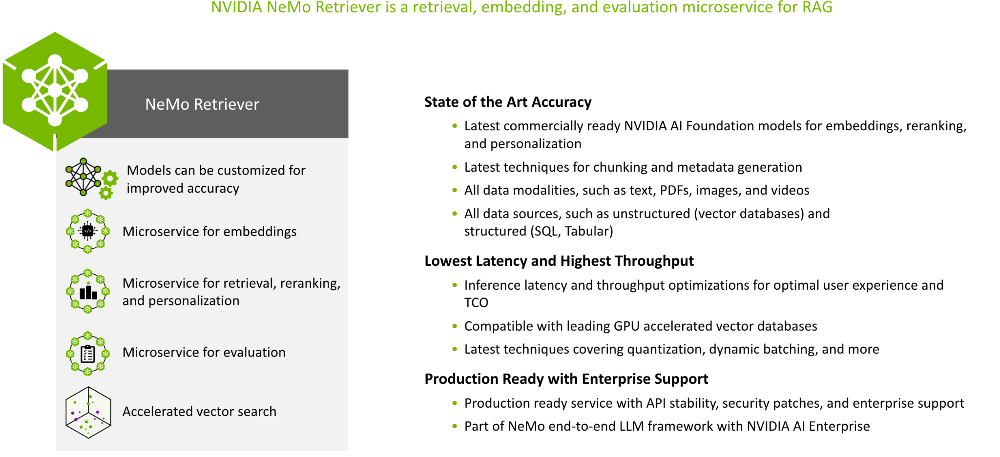 NVIDIA NeMo Retriever is a retrieval, embedding, and evaluation microservice for RAG
NeMo Retriever
Models can be customized for
improved accuracy
Microservice for embeddings
Microservice for retrieval, reranking,
and personalization
Microservice for evaluation
Accelerated vector search
State of the Art Accuracy
• Latest commercially ready NVIDIA AI Foundation models for embeddings, reranking,
and personalization
• Latest techniques for chunking and metadata generation
• All data modalities, such as text, PDFs, images, and videos
• All data sources, such as unstructured (vector databases) and
structured (SQL, Tabular)
Lowest Latency and Highest Throughput
• Inference latency and throughput optimizations for optimal user experience and
TCO
• Compatible with leading GPU accelerated vector databases
• Latest techniques covering quantization, dynamic batching, and more
Production Ready with Enterprise Support
• Production ready service with API stability, security patches, and enterprise support
• Part of NeMo end-to-end LLM framework with NVIDIA AI Enterprise